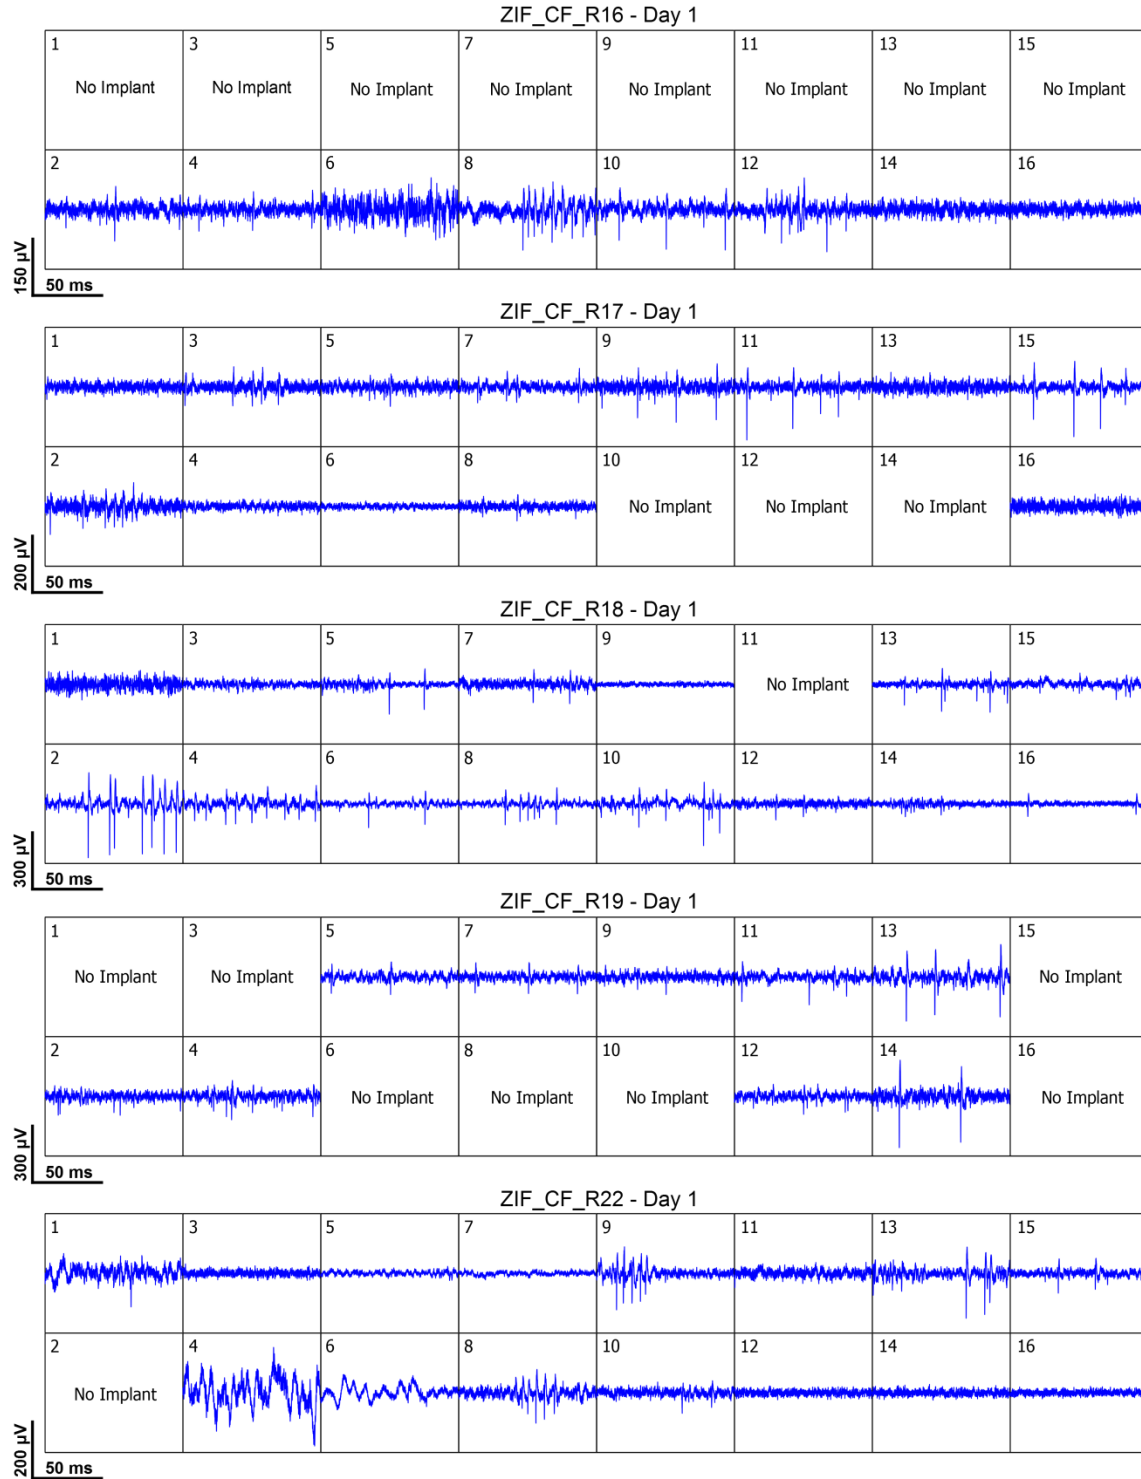 ZIF_CF_R16 - Day 1
1 3 5 7 9 11 13 15
No Implant No Implant No Implant No Implant No Implant No Implant No Implant No Implant
2 4 6 8 10 12 14 16
150 µV
50 ms
ZIF_CF_R17 - Day 1
1 3 5 7 9 11 13 15
2 4 6 8 10 12 14 16
No Implant No Implant No Implant
200 µV
50 ms
ZIF_CF_R18 - Day 1
1 3 5 7 9 11 13 15
No Implant
2 4 6 8 10 12 14 16
300 µV
50 ms
ZIF_CF_R19 - Day 1
1 3 5 7 9 11 13 15
No Implant No Implant No Implant
2 4 6 8 10 12 14 16
No Implant No Implant No Implant No Implant
300 µV
50 ms
ZIF_CF_R22 - Day 1
1 3 5 7 9 11 13 15
2 4 6 8 10 12 14 16
No Implant
200 µV
50 ms